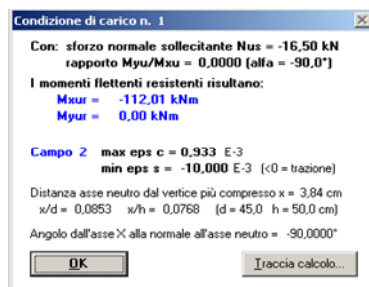 Condizione di carico n. 1
Con: sforzo normale sollecitante Nus = -16,50 kN
rapporto Myu/Mxu = 0,0000 (alfa = -90,0°)
I momenti flettenti resistenti risultano:
Mxur = -112,01 kNm
Myur = 0,00 kNm
Campo 2 max eps c = 0,933 E-3
min eps s = -10,000 E-3 (<0 = trazione)
Distanza asse neutro dal vertice più compresso x = 3,84 cm
x/d = 0,0853 x/h = 0,0768 (d = 45,0 h = 50,0 cm)
Angolo dall'asse X alla normale all'asse neutro = -90,0000°
OK Traccia calcolo...